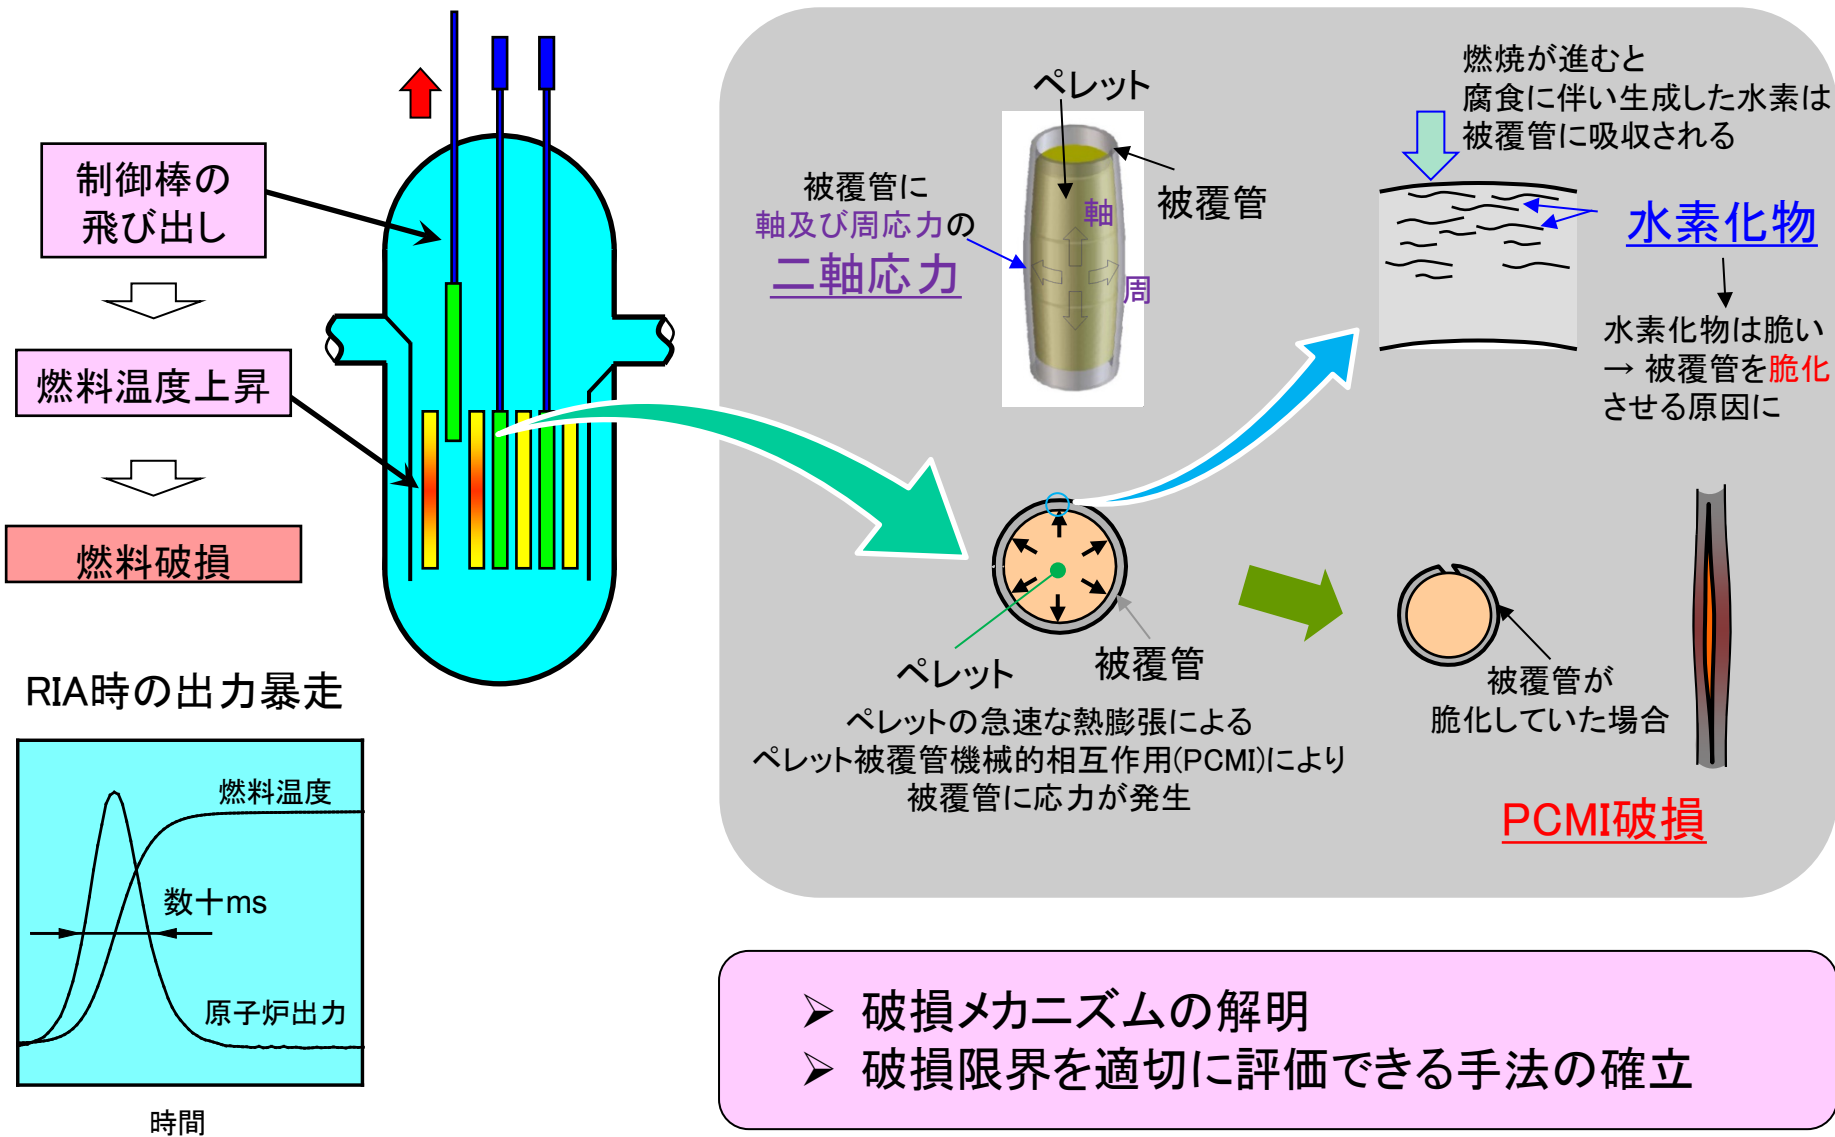 制御棒の
飛び出し
燃料温度上昇
燃料破損
RIA時の出力暴走
燃料温度
数十ms
原子炉出力
時間
ペレット
被覆管
被覆管に
軸及び周応力の
二軸応力
軸
周
燃焼が進むと
腐食に伴い生成した水素は
被覆管に吸収される
水素化物
水素化物は脆い
→ 被覆管を脆化
させる原因に
ペレット
被覆管
ペレットの急速な熱膨張による
ペレット被覆管機械的相互作用(PCMI)により
被覆管に応力が発生
被覆管が
脆化していた場合
PCMI破損
➢ 破損メカニズムの解明
➢ 破損限界を適切に評価できる手法の確立